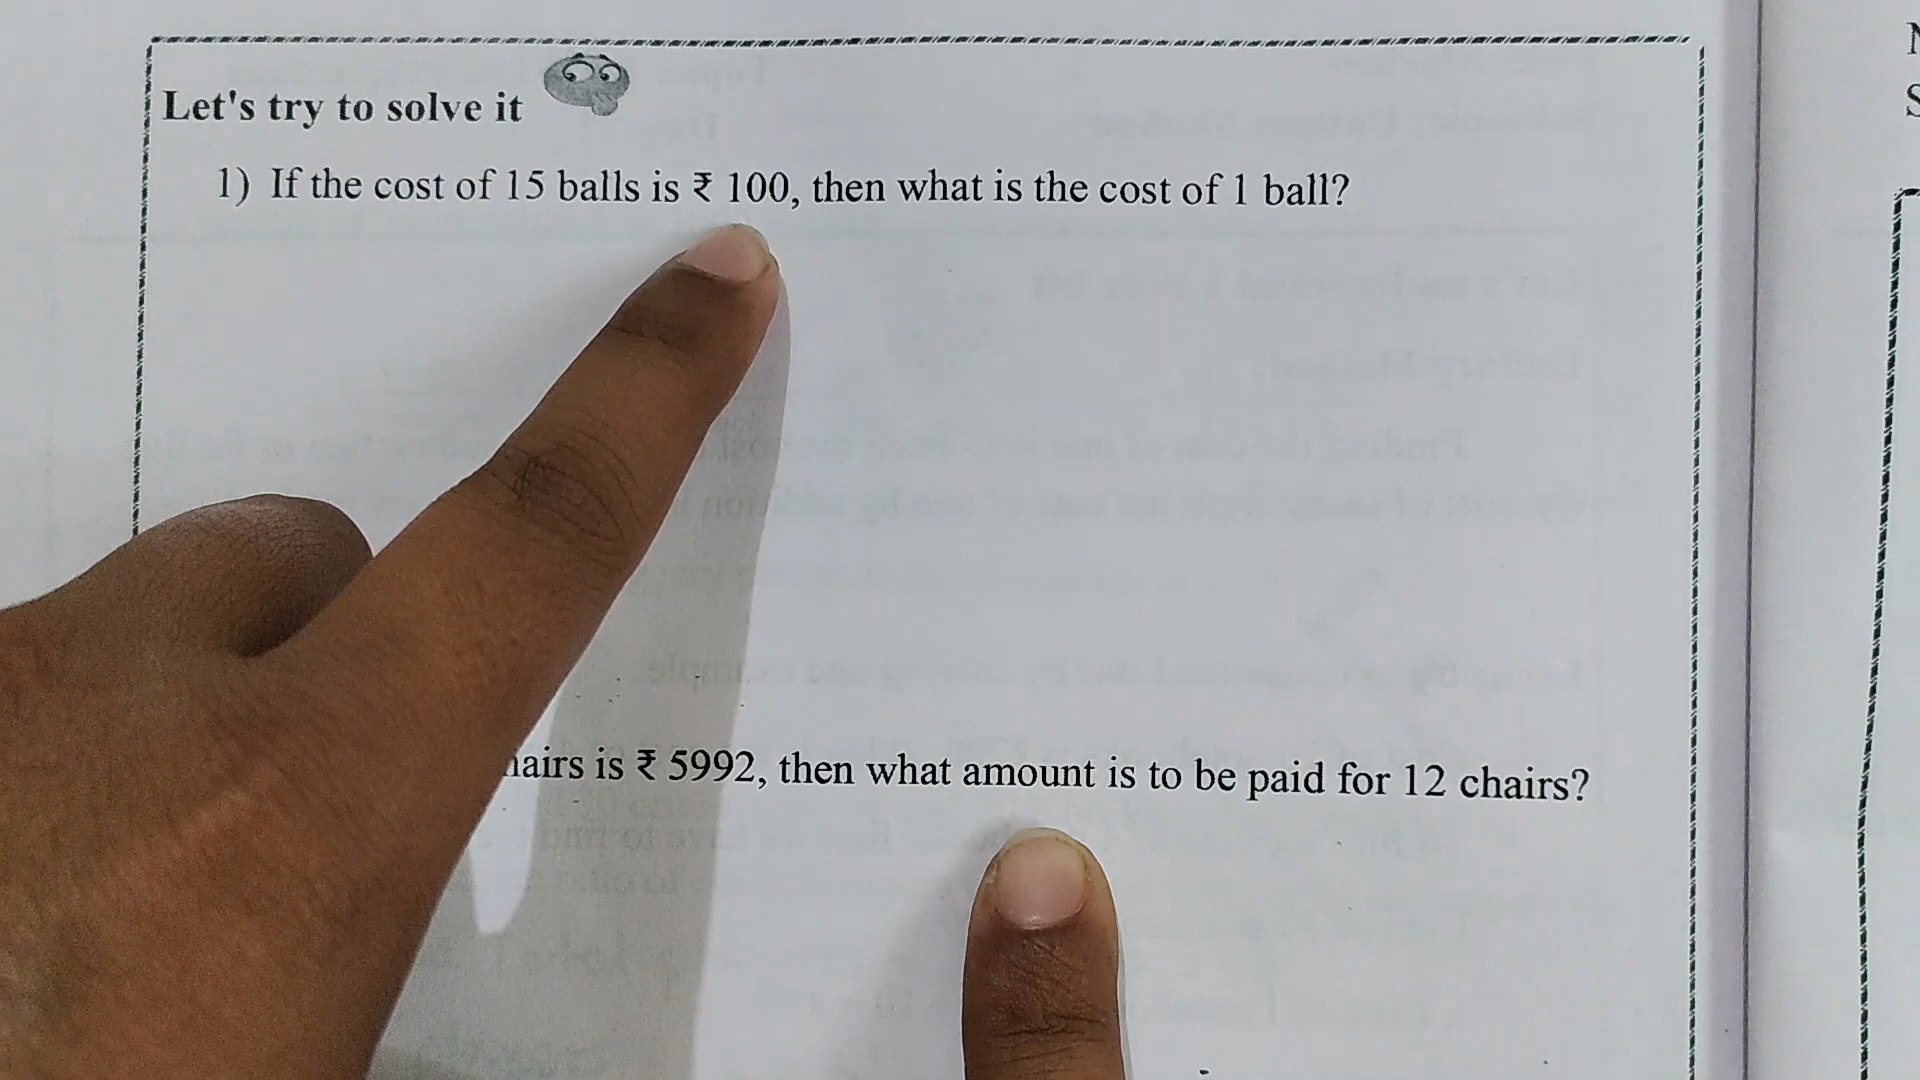 Let's try to solve it
1) If the cost of 15 balls is ₹ 100, then what is the cost of 1 ball?
is ₹ 5992, then what amount is to be paid for 12 chairs?